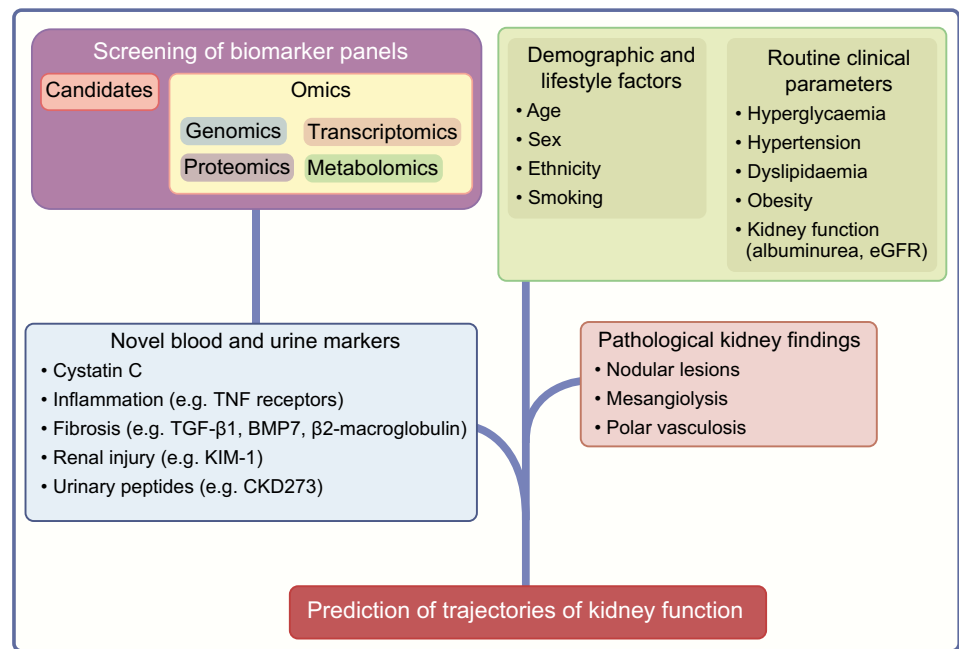 Screening of biomarker panels
Candidates
Omics
Genomics
Transcriptomics
Proteomics
Metabolomics
Demographic and
lifestyle factors
• Age
• Sex
• Ethnicity
• Smoking
Routine clinical
parameters
• Hyperglycaemia
• Hypertension
• Dyslipidaemia
• Obesity
• Kidney function
(albuminurea, eGFR)
Novel blood and urine markers
• Cystatin C
• Inflammation (e.g. TNF receptors)
• Fibrosis (e.g. TGF-β1, BMP7, β2-macroglobulin)
• Renal injury (e.g. KIM-1)
• Urinary peptides (e.g. CKD273)
Pathological kidney findings
• Nodular lesions
• Mesangiolysis
• Polar vasculosis
Prediction of trajectories of kidney function